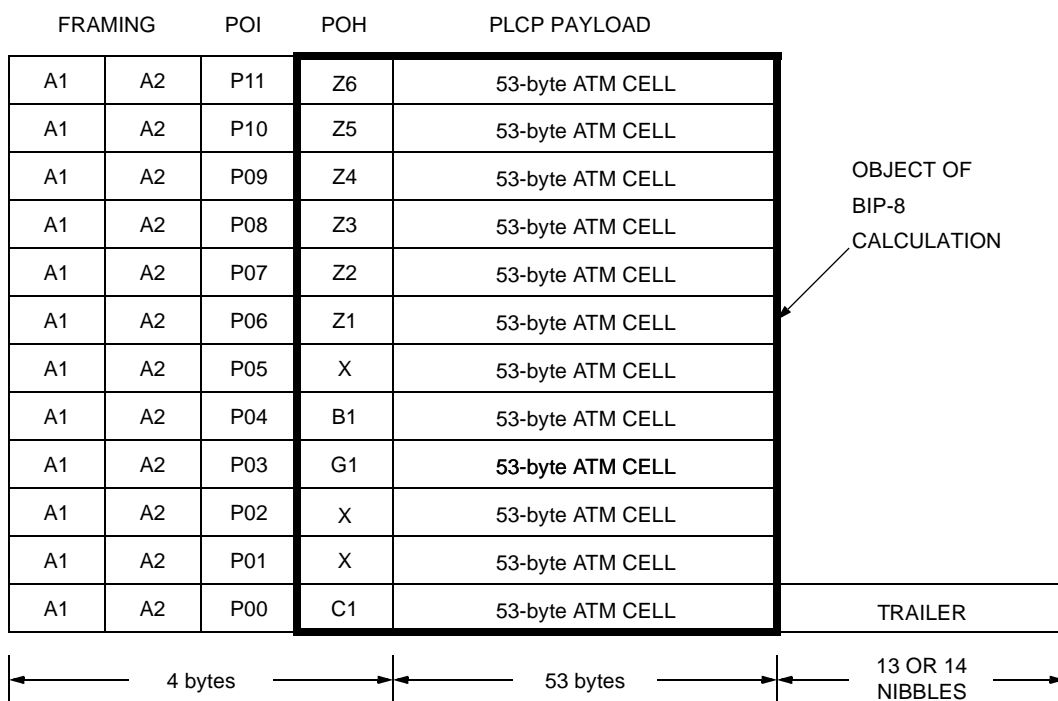 FRAMING POI POH PLCP PAYLOAD
A1 A2 P11 Z6 53-byte ATM CELL
A1 A2 P10 Z5 53-byte ATM CELL
A1 A2 P09 Z4 53-byte ATM CELL
A1 A2 P08 Z3 53-byte ATM CELL
A1 A2 P07 Z2 53-byte ATM CELL
A1 A2 P06 Z1 53-byte ATM CELL
A1 A2 P05 X 53-byte ATM CELL
A1 A2 P04 B1 53-byte ATM CELL
A1 A2 P03 G1 53-byte ATM CELL
A1 A2 P02 X 53-byte ATM CELL
A1 A2 P01 X 53-byte ATM CELL
A1 A2 P00 C1 53-byte ATM CELL TRAILER
OBJECT OF
BIP-8
CALCULATION
4 bytes 53 bytes 13 OR 14
NIBBLES